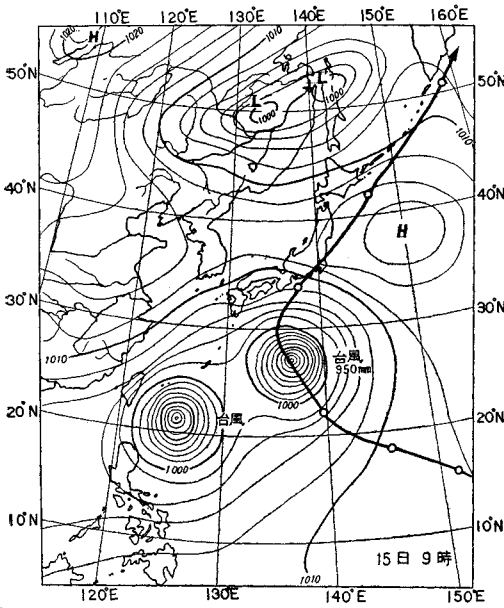 110°E 120°E 130°E 140°E 150°E 160°E
1020 H 1020
1010
50°N 50°N
L L
1000 1000
1010
40°N 40°N
H
30°N 30°N
1010
台風
950mm
1000
20°N 20°N
台風
1000
10°N 10°N
15日9時
1010
120°E 130°E 140°E 150°E